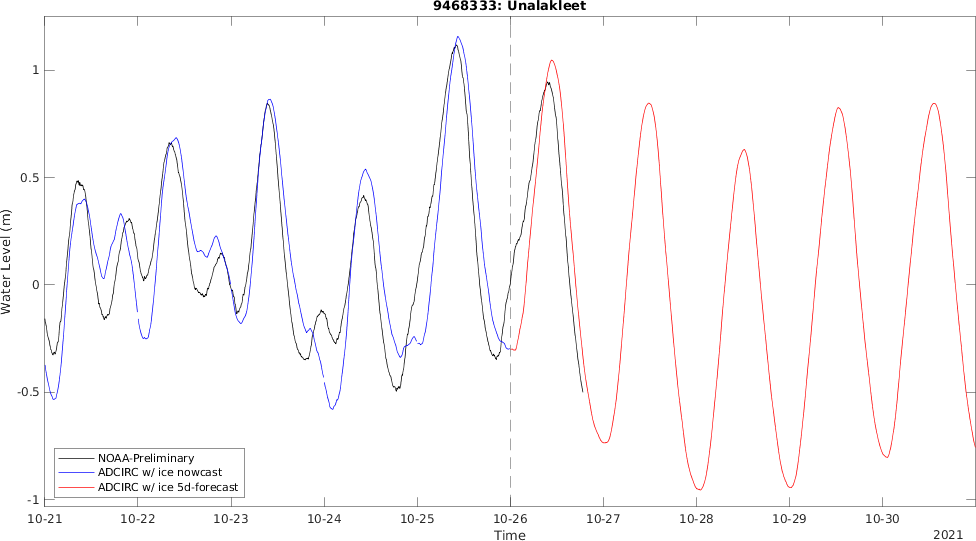 9468333: Unalakleet
Water Level (m)
1
0.5
0
-0.5
-1
NOAA-Preliminary
ADCIRC w/ ice nowcast
ADCIRC w/ ice 5d-forecast
10-21 10-22 10-23 10-24 10-25 10-26 10-27 10-28 10-29 10-30
Time
2021